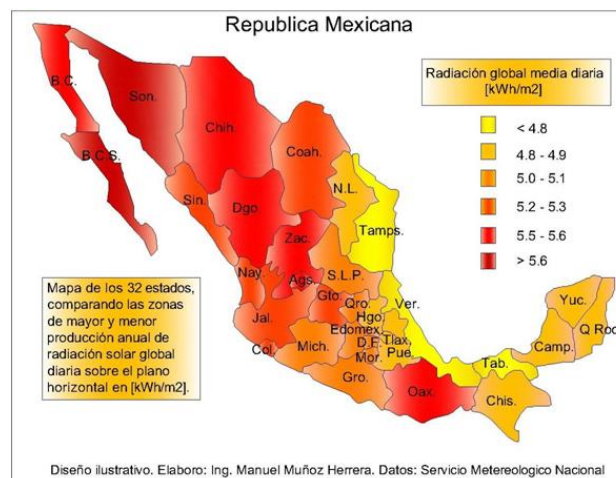 Republica Mexicana
Radiación global media diaria
[kWh/m2]
< 4.8
4.8 - 4.9
5.0 - 5.1
5.2 - 5.3
5.5 - 5.6
> 5.6
B.C.
Son.
Chih.
Coah.
B.C.S.
N.L.
Sin.
Dgo.
Tamps.
Zac.
Nay.
Ags.
S.L.P.
Gto.
Qro.
Ver.
Hgo.
Yuc.
Jal.
Edomex.
Tlax.
Q Roo
D.F.
Camp.
Col.
Mich.
Mor.
Pue.
Tab.
Gro.
Oax.
Chis.
Mapa de los 32 estados,
comparando las zonas
de mayor y menor
producción anual de
radiación solar global
diaria sobre el plano
horizontal en [kWh/m2].
Diseño ilustrativo. Elaboro: Ing. Manuel Muñoz Herrera. Datos: Servicio Metereologico Nacional